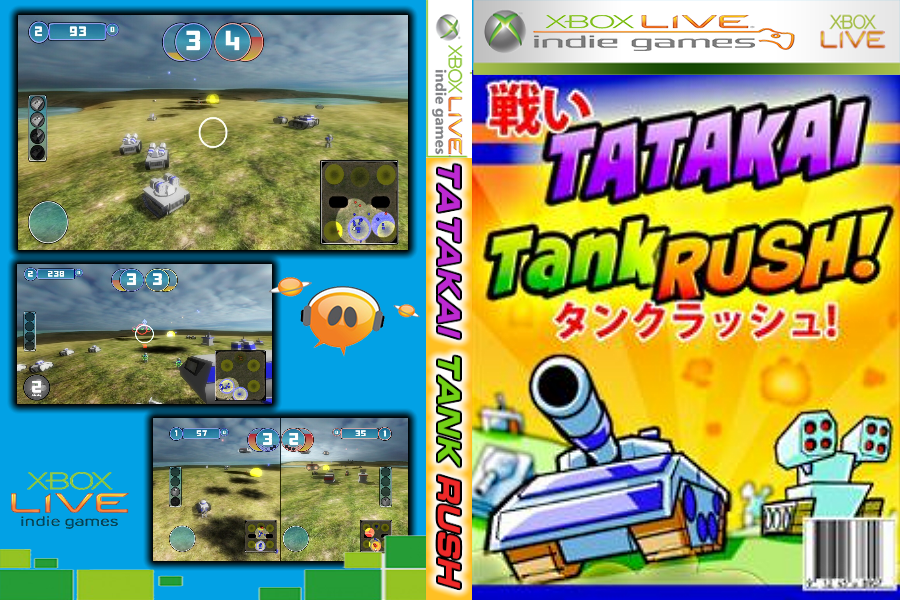 2 93 0
3 4
2 238
3 3
2
1 57
3 2
35 1
XBOX
LIVE
indie games
XBOX LIVE
indie games
TATAKAI TANK RUSH
XBOX LIVE
indie games
XBOX
LIVE
戦い
TATAKAI
Tank RUSH!
タンクラッシュ!